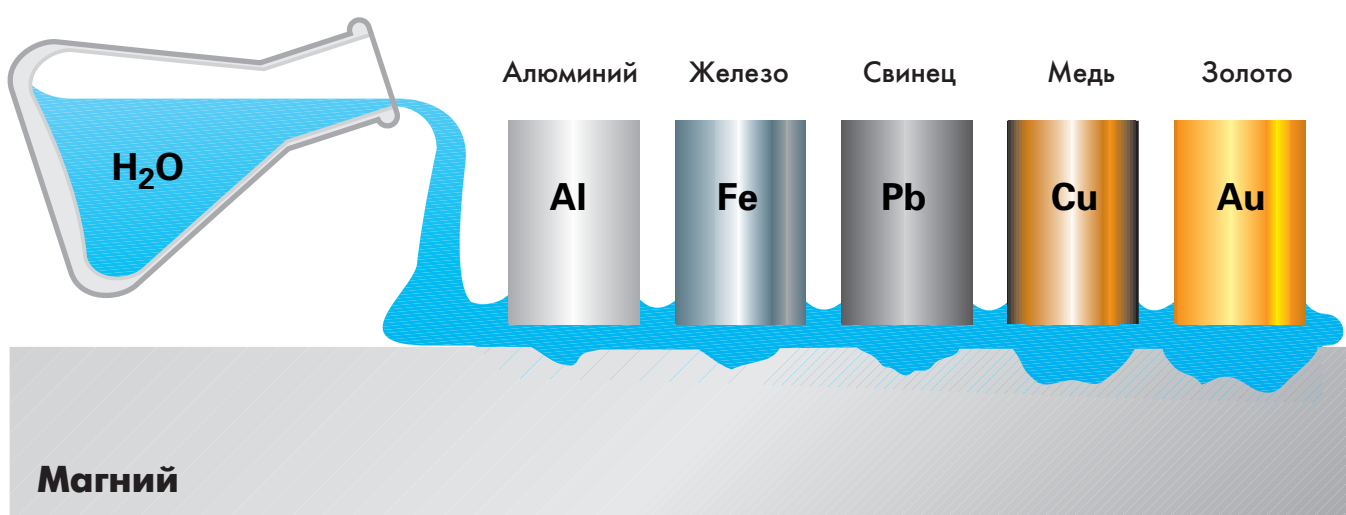 Алюминий Железо Свинец Медь Золото
H₂O
Al Fe Pb Cu Au
Магний